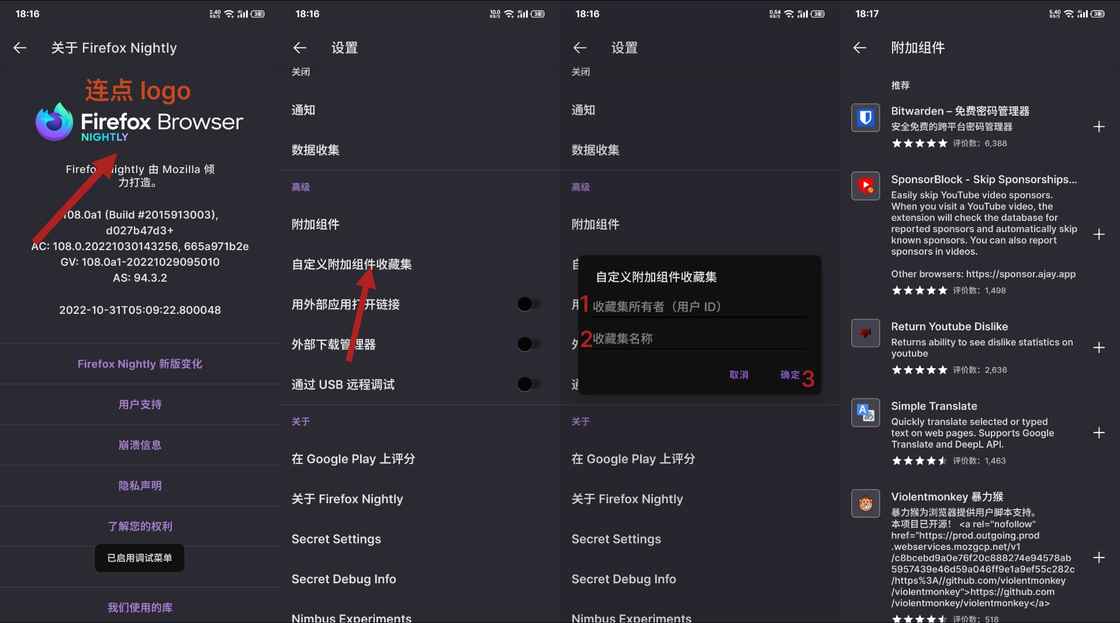 18:16
关于 Firefox Nightly
连点 logo
Firefox Browser
NIGHTLY
Firefox Nightly 由 Mozilla 倾
力打造。
108.0a1 (Build #2015913003),
d027b47d3+
AC: 108.0.20221030143256, 665a971b2e
GV: 108.0a1-20221029095010
AS: 94.3.2
2022-10-31T05:09:22.800048
Firefox Nightly 新版变化
用户支持
崩溃信息
隐私声明
了解您的权利
已启用调试菜单
我们使用的库
18:16
设置
关闭
通知
数据收集
高级
附加组件
自定义附加组件收藏集
用外部应用打开链接
外部下载管理器
通过 USB 远程调试
关于
在 Google Play 上评分
关于 Firefox Nightly
Secret Settings
Secret Debug Info
Nimbus Experiments
18:16
设置
关闭
通知
数据收集
高级
附加组件
自定义附加组件收藏集
1 收藏集所有者（用户 ID）
2 收藏集名称
取消 确定 3
关于
在 Google Play 上评分
关于 Firefox Nightly
Secret Settings
Secret Debug Info
Nimbus Experiments
18:17
附加组件
推荐
Bitwarden – 免费密码管理器
安全免费的跨平台密码管理器
评价数：6,388
SponsorBlock - Skip Sponsorships...
Easily skip YouTube video sponsors.
When you visit a YouTube video, the
extension will check the database for
reported sponsors and automatically skip
known sponsors. You can also report
sponsors in videos.
Other browsers: https://sponsor.ajay.app
评价数：1,498
Return Youtube Dislike
Returns ability to see dislike statistics on
youtube
评价数：2,636
Simple Translate
Quickly translate selected or typed
text on web pages. Supports Google
Translate and DeepL API.
评价数：1,463
Violentmonkey 暴力猴
暴力猴为浏览器提供用户脚本支持。
本项目已开源！ <a rel="nofollow"
href="https://prod.outgoing.prod
.webservices.mozgcp.net/v1
/c8bcebd9a0e76f20c888274e94578ab
5957439e46d59a046ff9e1a9ef55c282c
/https%3A//github.com/violentmonkey
/violentmonkey">https://github.com
/violentmonkey/violentmonkey</a>
评价数：518